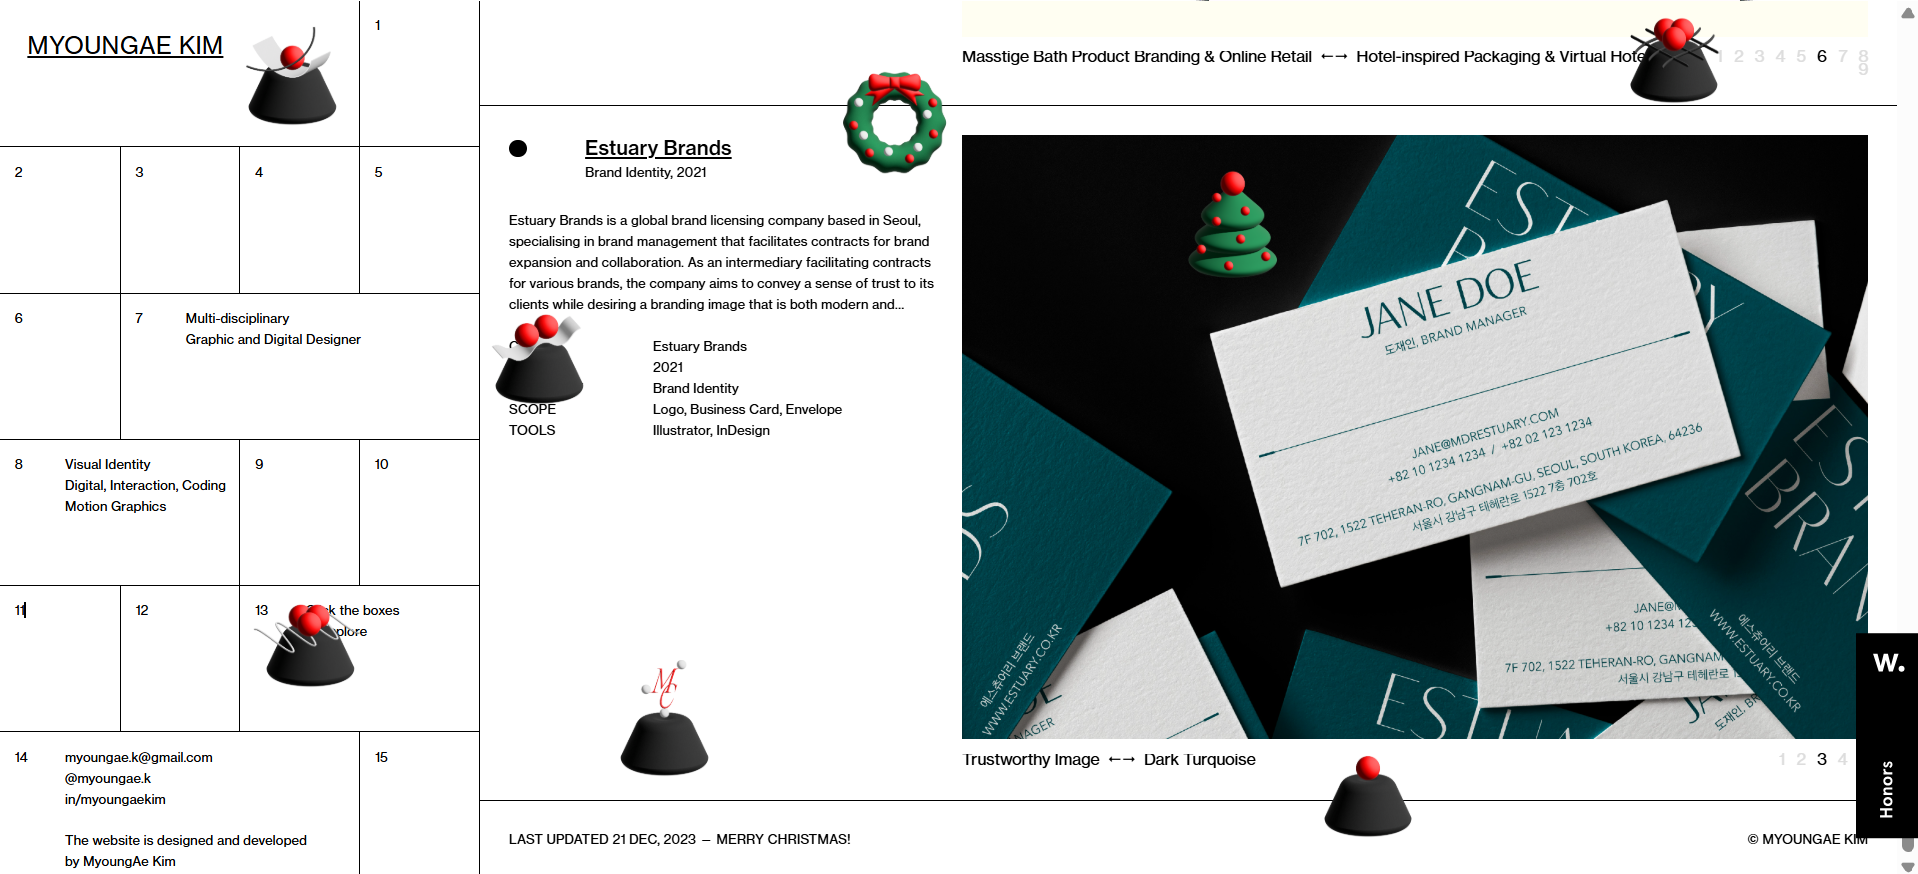 MYOUNGAE KIM
1
2
3
4
5
6
7
Multi-disciplinary
Graphic and Digital Designer
8
Visual Identity
Digital, Interaction, Coding
Motion Graphics
9
10
11
12
13
the boxes
14
myoungae.k@gmail.com
@myoungae.k
in/myoungaekim
The website is designed and developed
by MyoungAe Kim
15
Masstige Bath Product Branding & Online Retail ←→ Hotel-inspired Packaging & Virtual Hote
1 2 3 4 5 6 7 8
9
Estuary Brands
Brand Identity, 2021
Estuary Brands is a global brand licensing company based in Seoul,
specialising in brand management that facilitates contracts for brand
expansion and collaboration. As an intermediary facilitating contracts
for various brands, the company aims to convey a sense of trust to its
clients while desiring a branding image that is both modern and...
Estuary Brands
2021
Brand Identity
SCOPE Logo, Business Card, Envelope
TOOLS Illustrator, InDesign
JANE DOE
도재인, BRAND MANAGER
JANE@MDRESTUARY.COM
+82 10 1234 1234 / +82 02 123 1234
7F 702, 1522 TEHERAN-RO, GANGNAM-GU, SEOUL, SOUTH KOREA, 64236
서울시 강남구 테헤란로 1522 7층 702호
EST
JANE@M
+82 10 1234 123
7F 702, 1522 TEHERAN-RO, GANGNAM
서울시 강남구 테헤란로 1
에스츄어리 브랜드
WWW.ESTUARY.CO.KR
에스츄어리 브랜드
WWW.ESTUARY.CO.KR
EST
BRAN
Trustworthy Image ←→ Dark Turquoise
1 2 3 4
W.
Honors
LAST UPDATED 21 DEC, 2023 – MERRY CHRISTMAS!
© MYOUNGAE KIM